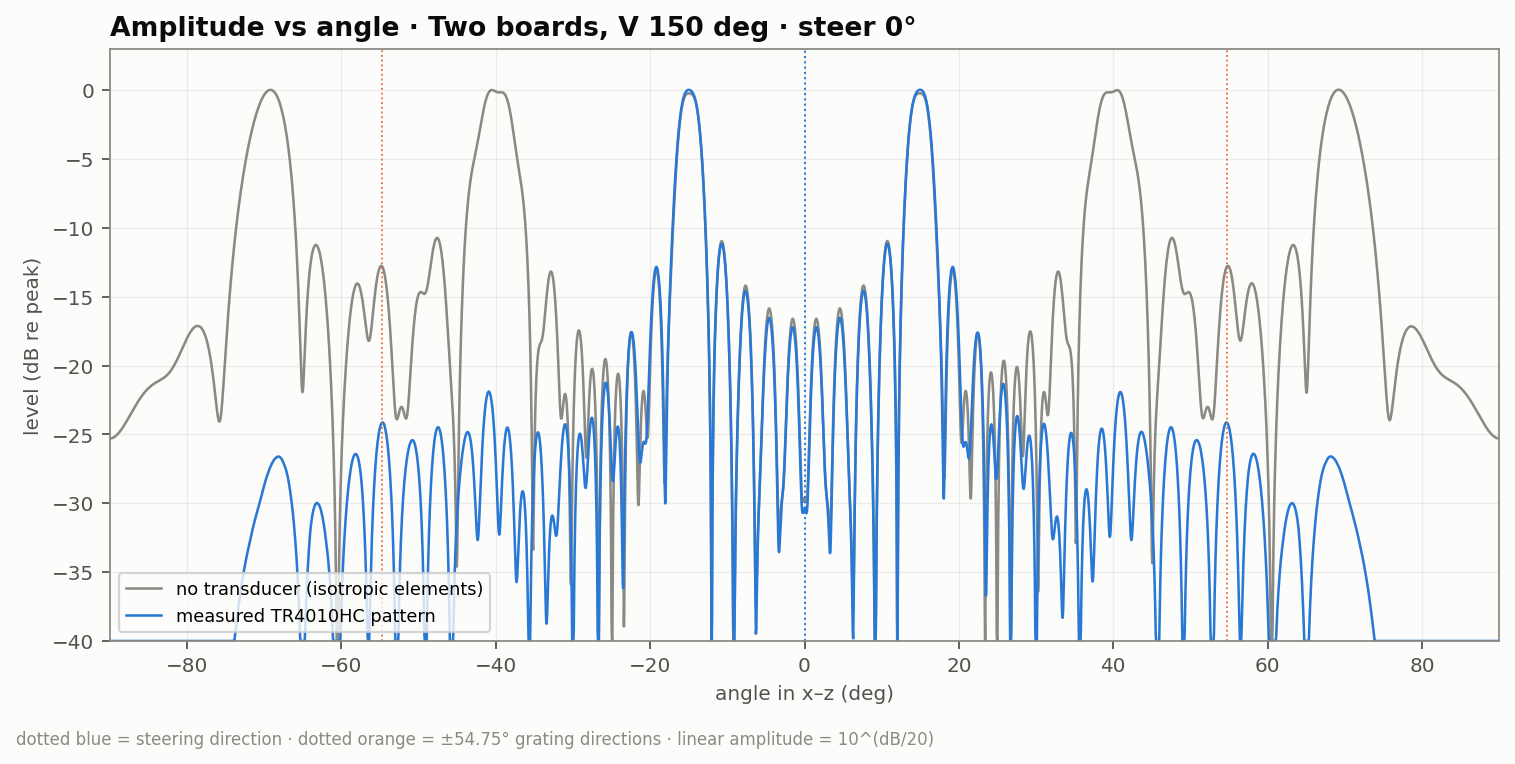 Amplitude vs angle · Two boards, V 150 deg · steer 0°
0
−5
−10
−15
−20
−25
−30
−35
−40
level (dB re peak)
no transducer (isotropic elements)
measured TR4010HC pattern
−80 −60 −40 −20 0 20 40 60 80
angle in x–z (deg)
dotted blue = steering direction · dotted orange = ±54.75° grating directions · linear amplitude = 10^(dB/20)